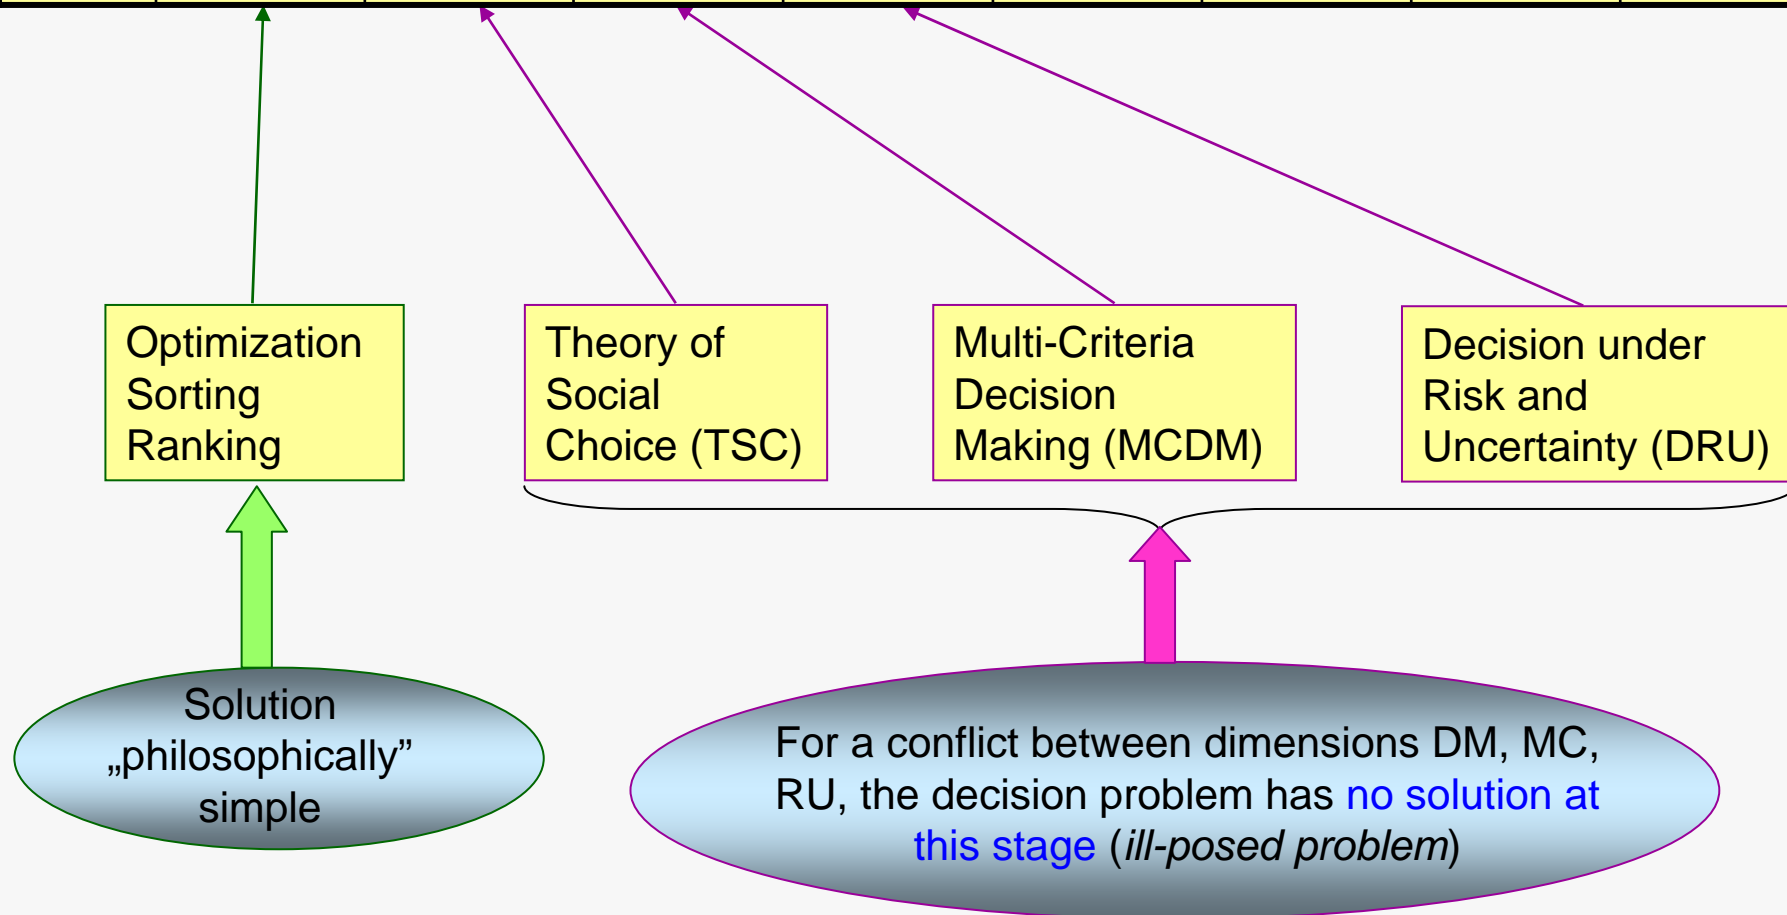 Optimization
Sorting
Ranking
Theory of
Social
Choice (TSC)
Multi-Criteria
Decision
Making (MCDM)
Decision under
Risk and
Uncertainty (DRU)
Solution
„philosophically”
simple
For a conflict between dimensions DM, MC,
RU, the decision problem has no solution at
this stage (ill-posed problem)